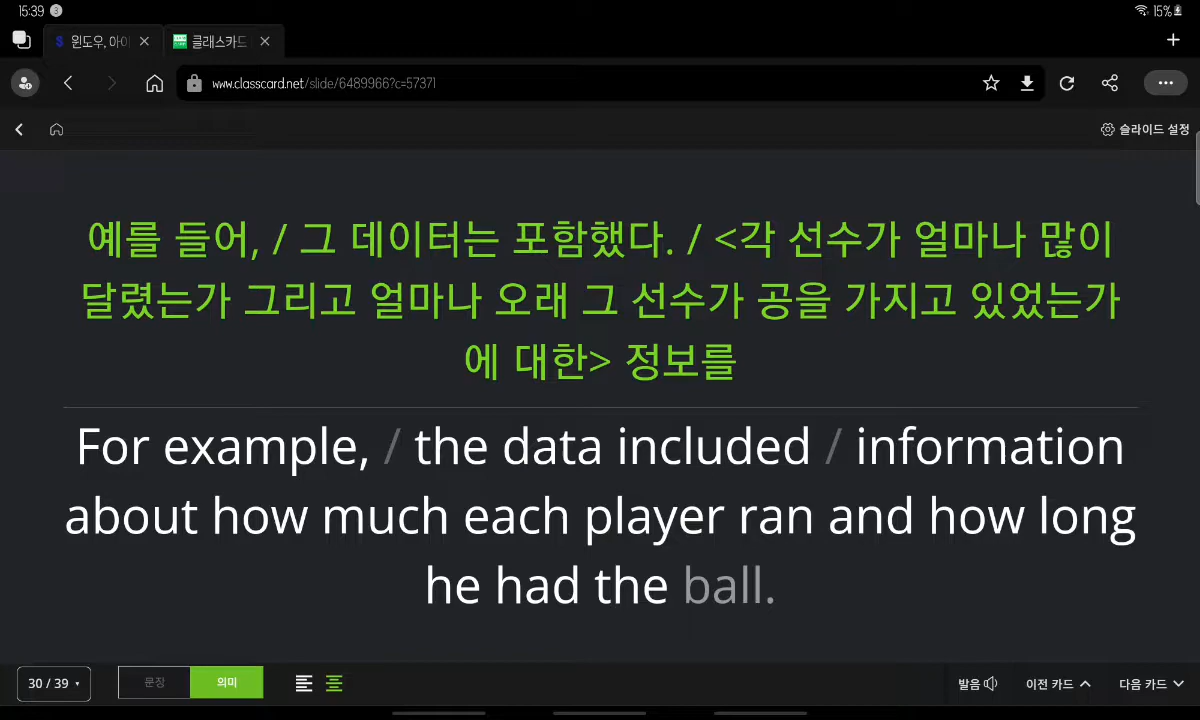 15:39 3 15%
윈도우, 아이 클래스카드
www.classcard.net/slide/6489966?c=57371
슬라이드 설정
예를 들어, / 그 데이터는 포함했다. / <각 선수가 얼마나 많이
달렸는가 그리고 얼마나 오래 그 선수가 공을 가지고 있었는가
에 대한> 정보를
For example, / the data included / information
about how much each player ran and how long
he had the ball.
30 / 39 문장 의미 발음 이전 카드 다음 카드